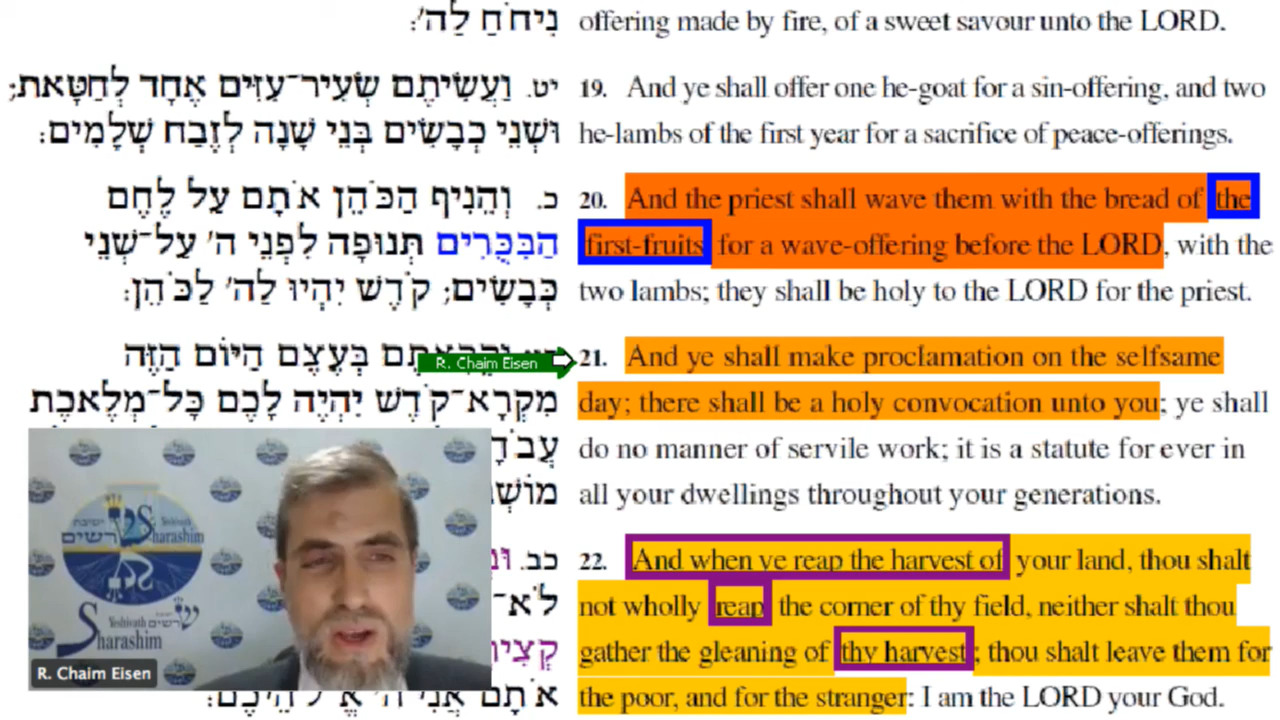 נִיחֹחַ לַה':
offering made by fire, of a sweet savour unto the LORD.
יט. וַעֲשִׂיתֶם שְׂעִיר־עִזִּים אֶחָד לְחַטָּאת;
וּשְׁנֵי כְבָשִׂים בְּנֵי שָׁנָה לְזֶבַח שְׁלָמִים:
19. And ye shall offer one he-goat for a sin-offering, and two
he-lambs of the first year for a sacrifice of peace-offerings.
כ. וְהֵנִיף הַכֹּהֵן אֹתָם עַל לֶחֶם
הַבִּכֻּרִים תְּנוּפָה לִפְנֵי ה' עַל־שְׁנֵי
כְּבָשִׂים; קֹדֶשׁ יִהְיוּ לַה' לַכֹּהֵן:
20. And the priest shall wave them with the bread of the
first-fruits for a wave-offering before the LORD, with the
two lambs; they shall be holy to the LORD for the priest.
בְּעֶצֶם הַיּוֹם הַזֶּה
מִקְרָא־קֹדֶשׁ יִהְיֶה לָכֶם כָּל־מְלֶאכֶת
R. Chaim Eisen
21. And ye shall make proclamation on the selfsame
day; there shall be a holy convocation unto you; ye shall
do no manner of servile work; it is a statute for ever in
all your dwellings throughout your generations.
כב.
לֹא־
22. And when ye reap the harvest of your land, thou shalt
not wholly reap the corner of thy field, neither shalt thou
gather the gleaning of thy harvest; thou shalt leave them for
the poor, and for the stranger: I am the LORD your God.
ישיבת
שרשים
Yeshivath
Sharashim
Yeshivath
שרשים
Sharashim
R. Chaim Eisen